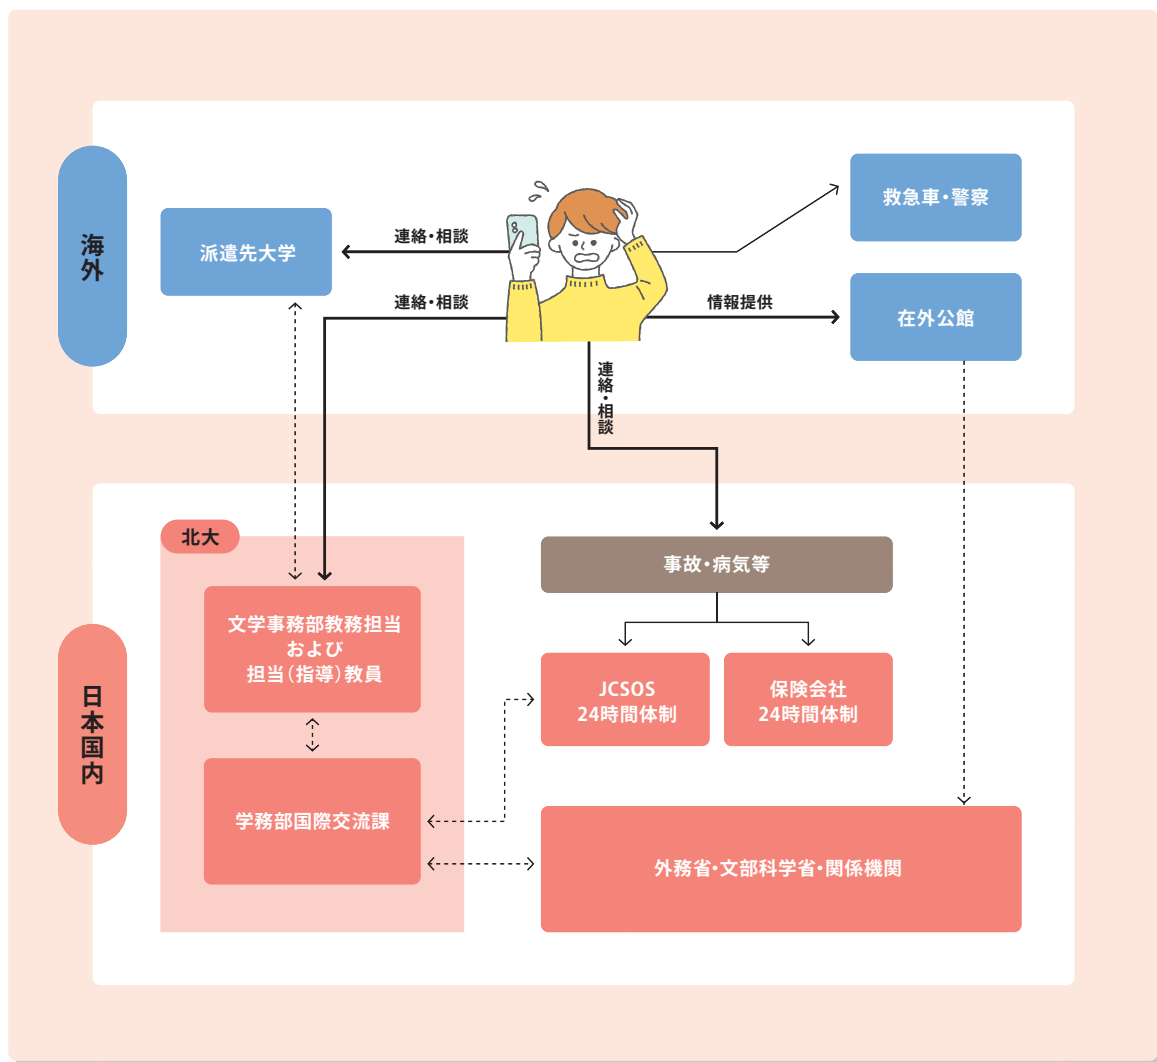 海外
派遣先大学
連絡・相談
連絡・相談
救急車・警察
情報提供
在外公館
連絡・相談
日本国内
北大
文学事務部教務担当
および
担当(指導)教員
学務部国際交流課
事故・病気等
JCSOS
24時間体制
保険会社
24時間体制
外務省・文部科学省・関係機関